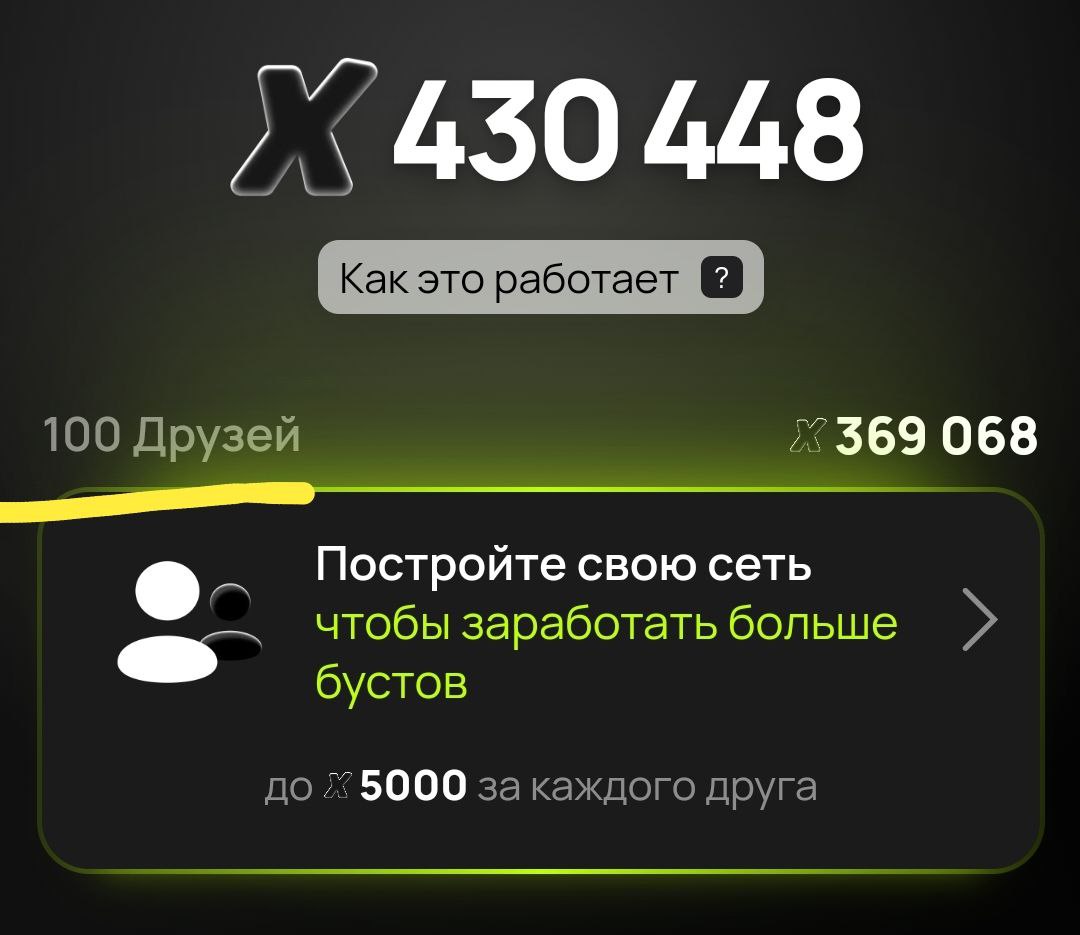 X 430 448
Как это работает ?
100 Друзей X 369 068
Постройте свою сеть
чтобы заработать больше
бустов
до X 5000 за каждого друга